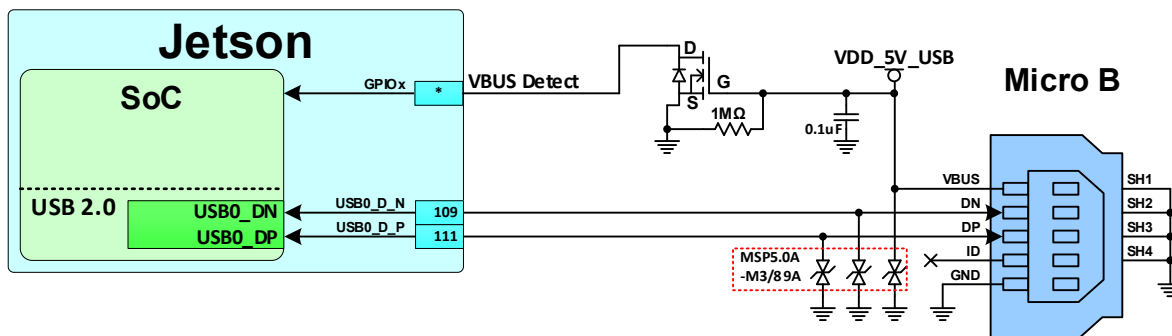 Jetson
SoC
GPIOx
*
VBUS Detect
D
G
S
1MΩ
0.1uF
VDD_5V_USB
Micro B
USB 2.0
USB0_DN
USB0_D_N
109
USB0_DP
USB0_D_P
111
MSP5.0A
-M3/89A
VBUS
DN
DP
ID
GND
SH1
SH2
SH3
SH4